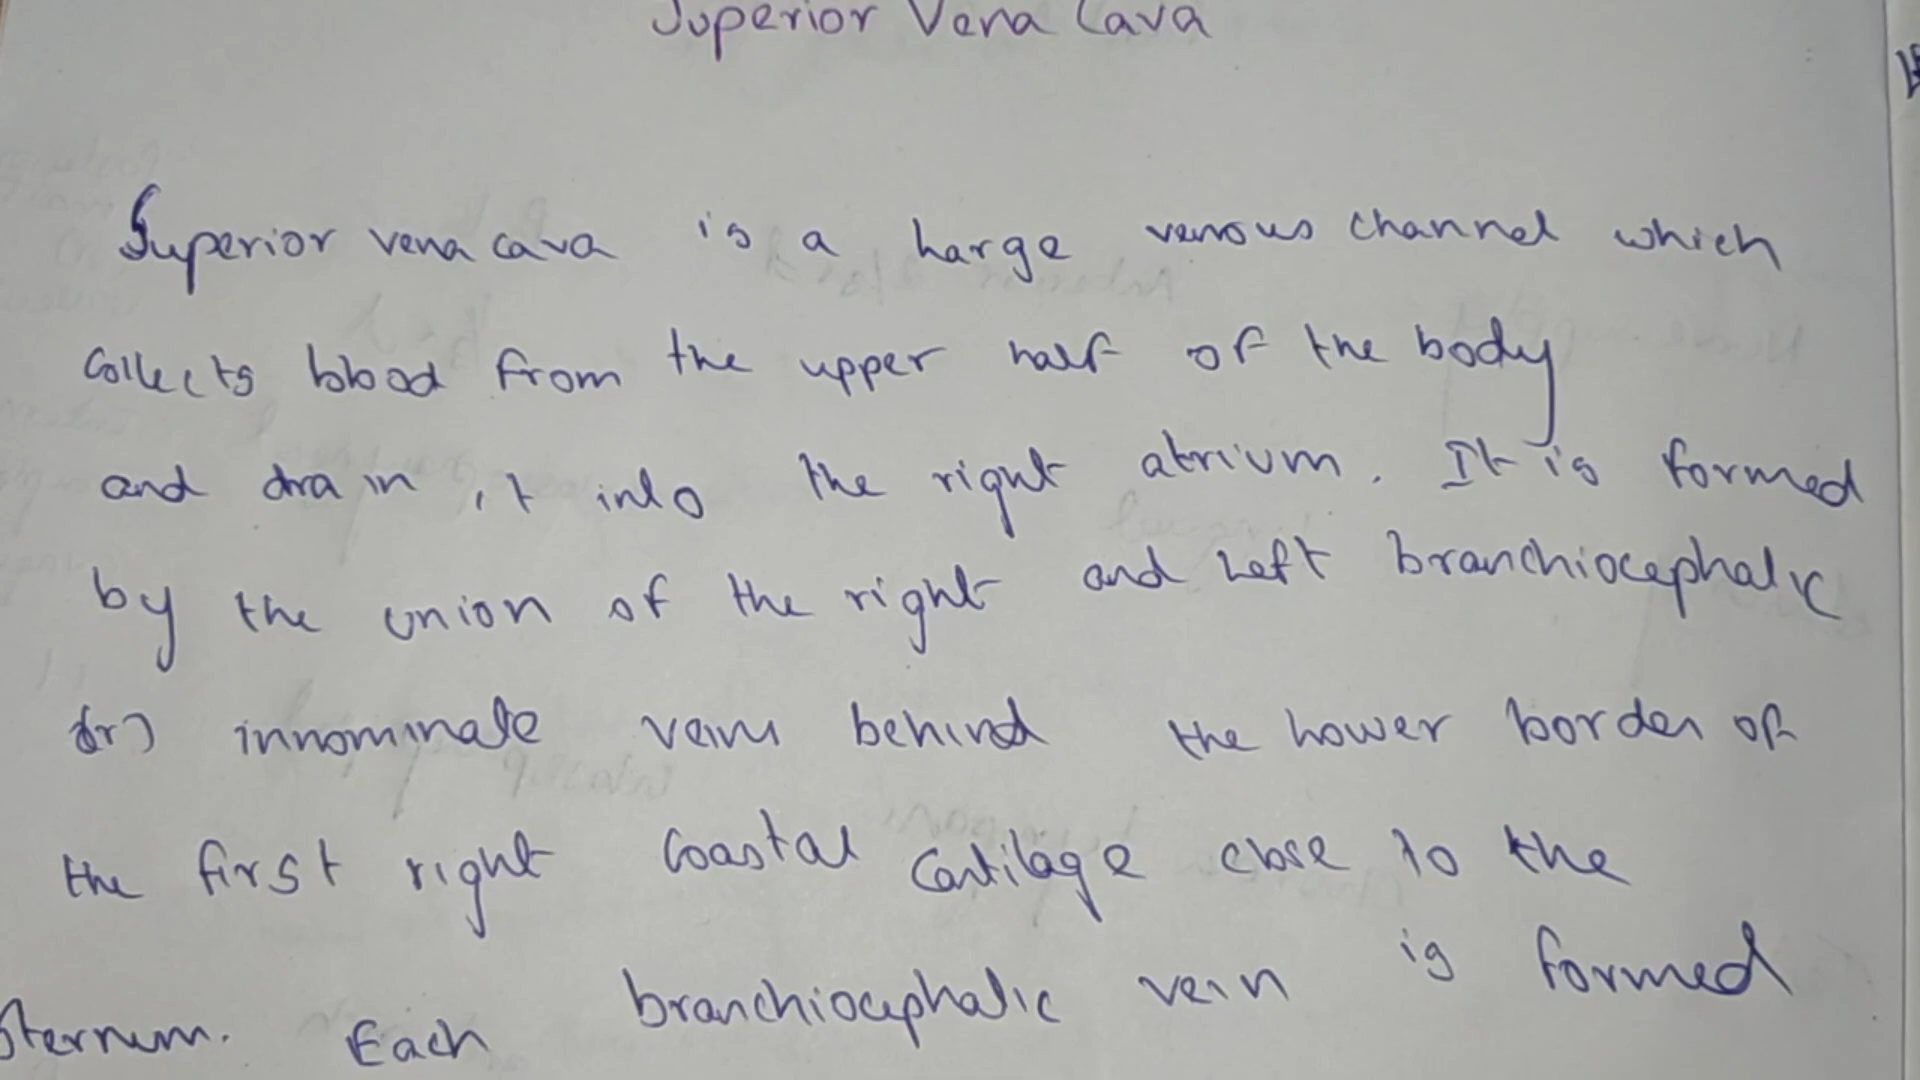 Superior Vena Cava
Superior vena cava is a large venous channel which
collects blood from the upper half of the body
and drain it into the right atrium. It is formed
by the union of the right and left branchiocephalic
(or) innominate veins behind the lower border of
the first right coastal cartilage close to the
sternum. Each branchiocephalic vein is formed